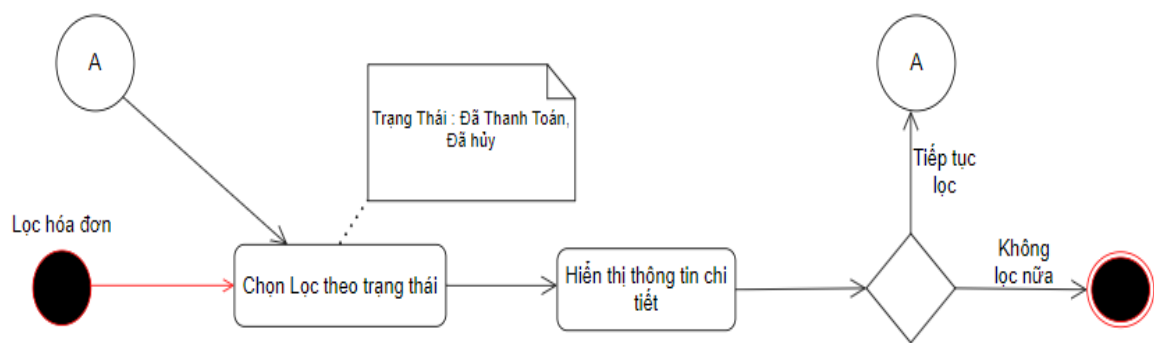 A
A
Trạng Thái : Đã Thanh Toán,
Đã hủy
Tiếp tục
lọc
Lọc hóa đơn
Không
lọc nữa
Chọn Lọc theo trạng thái
Hiển thị thông tin chi
tiết